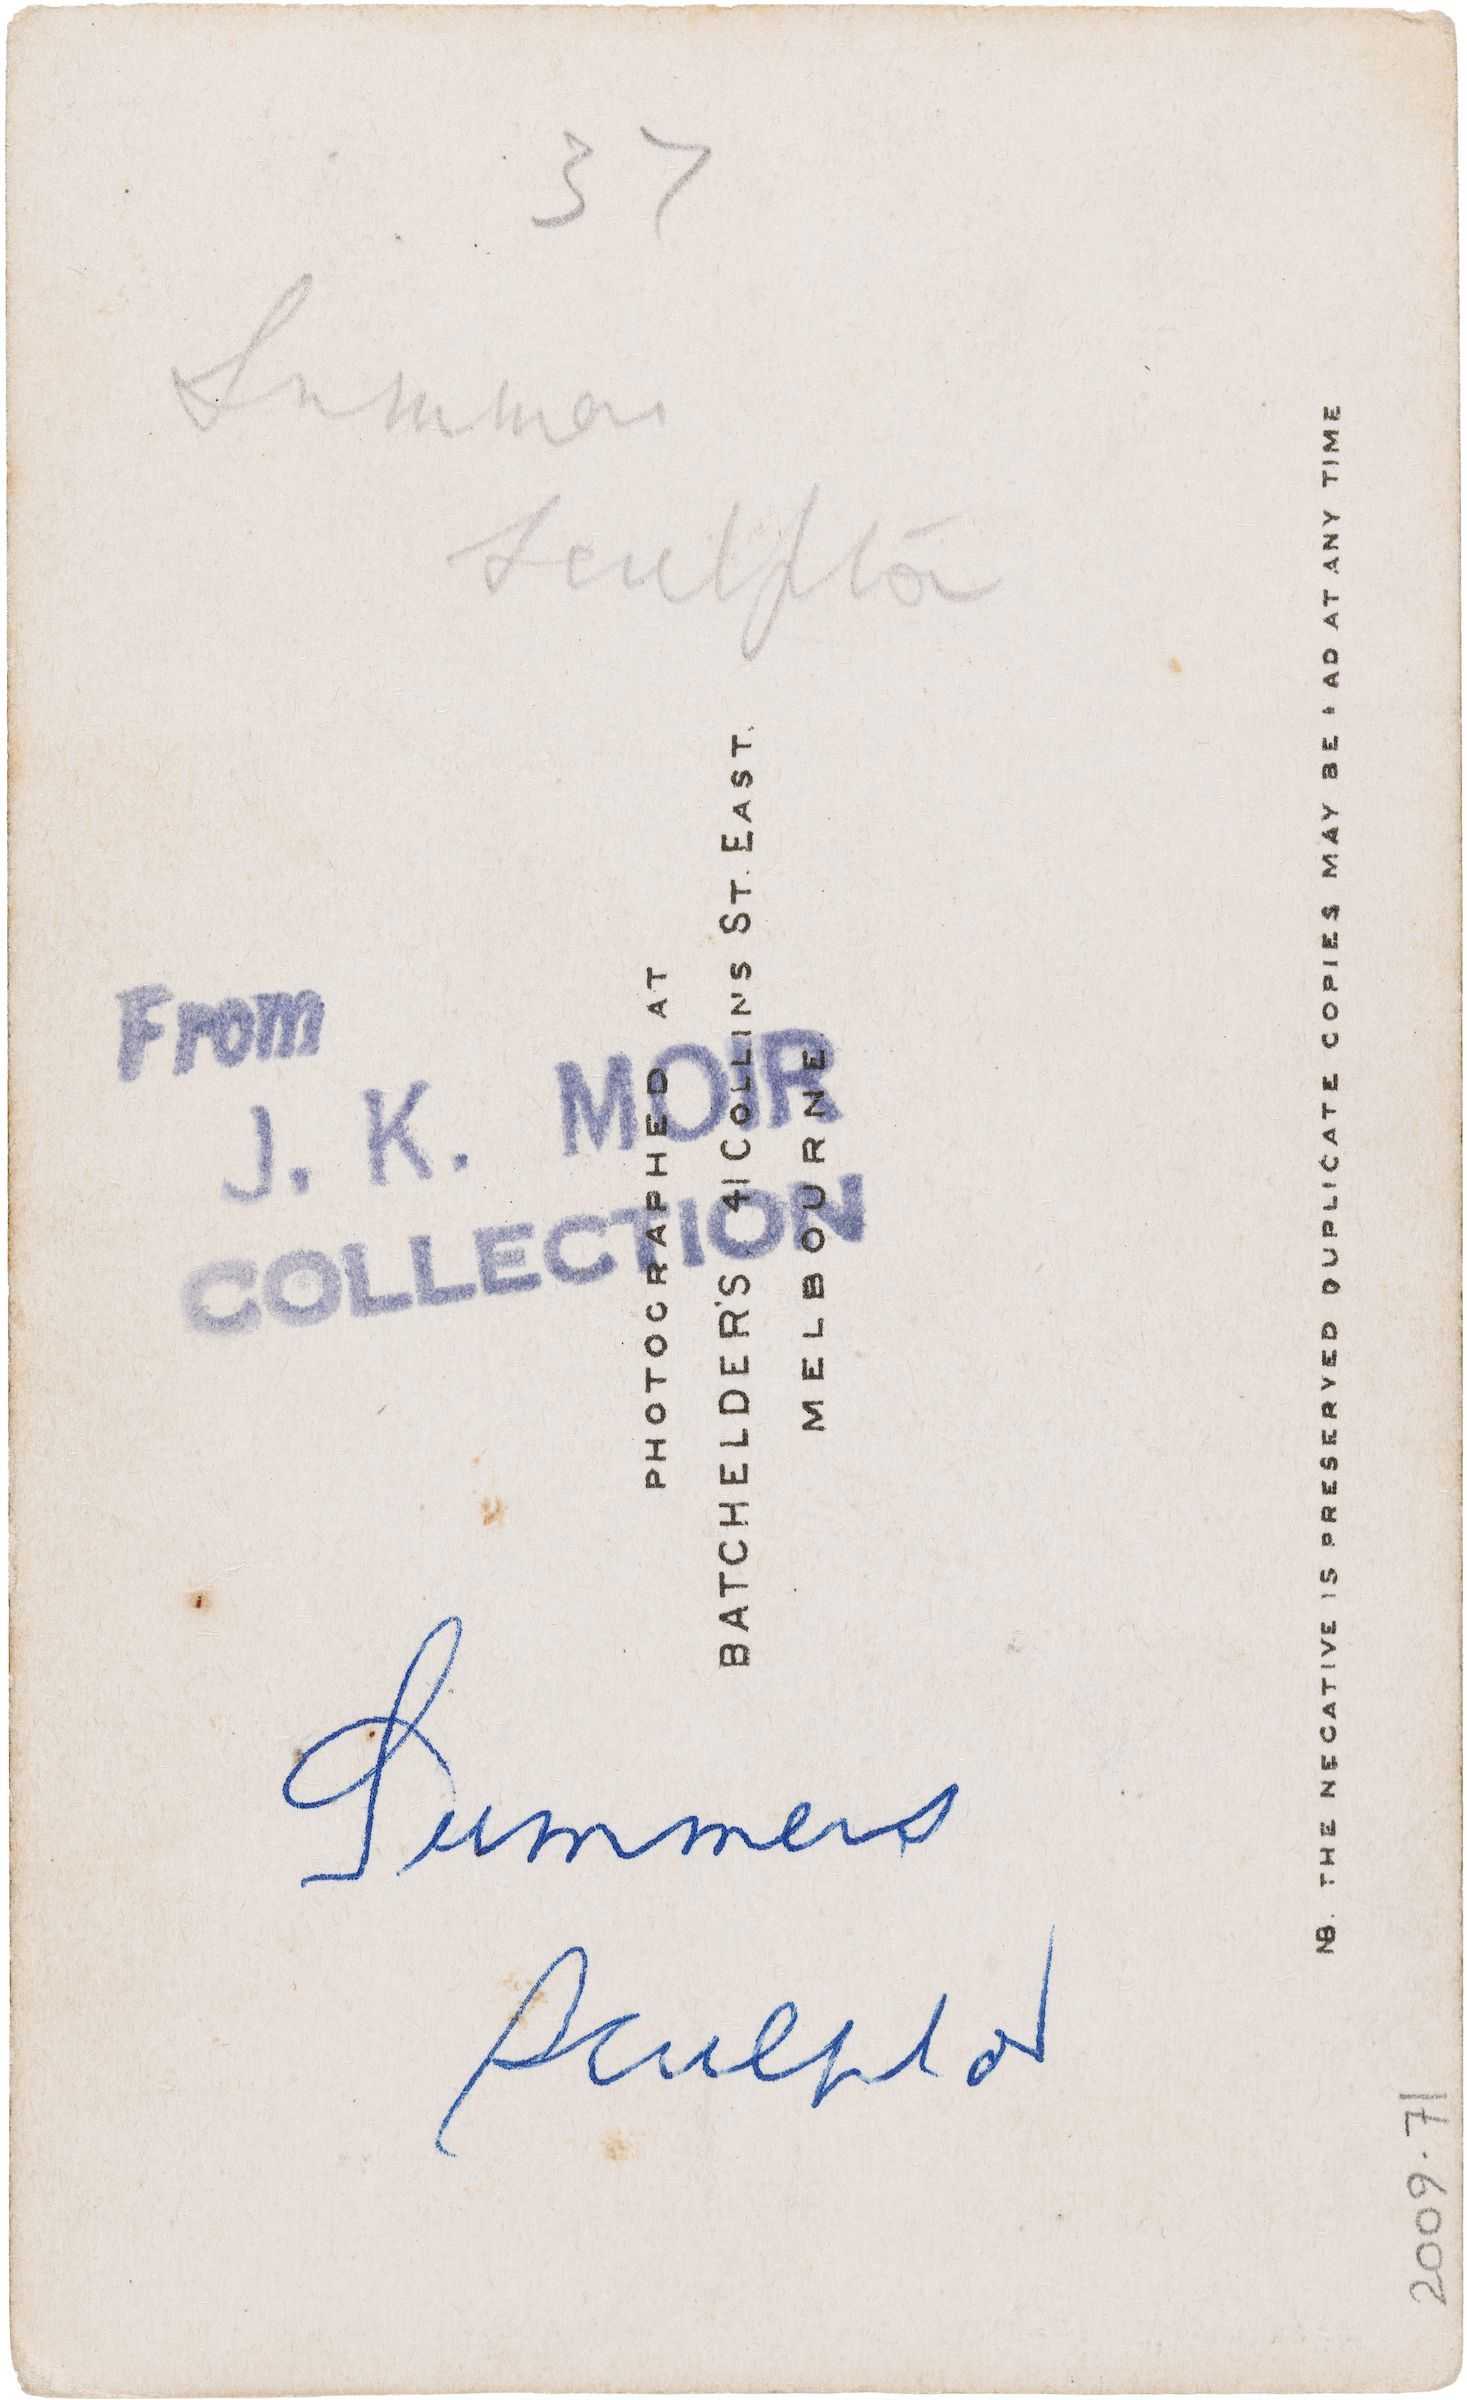 37
Summers
Sculptor
From
J. K. MOIR
COLLECTION
PHOTOGRAPHED AT
BATCHELDER'S 41 COLLINS ST. EAST.
MELBOURNE
Summers
Sculptor
NB. THE NEGATIVE IS PRESERVED DUPLICATE COPIES MAY BE HAD AT ANY TIME
2009.71